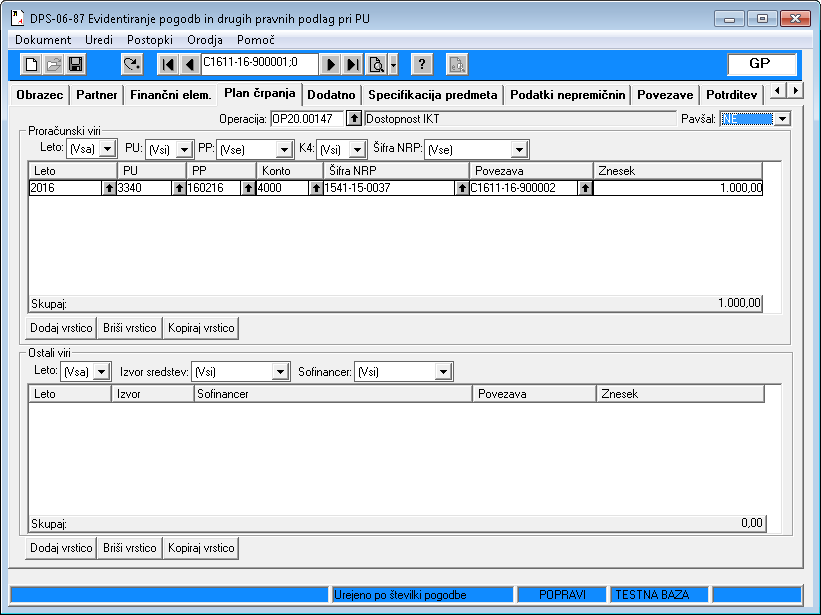 DPS-06-87 Evidentiranje pogodb in drugih pravnih podlag pri PU
Dokument Uredi Postopki Orodja Pomoč
C1611-16-900001;0 ? GP
Obrazec Partner Finančni elem. Plan črpanja Dodatno Specifikacija predmeta Podatki nepremičnin Povezave Potrditev
Operacija: OP20.00147 Dostopnost IKT Pavšal: NE
Proračunski viri
Leto: (Vsa) PU: (Vsi) PP: (Vse) K4: (Vsi) Šifra NRP: (Vse)
Leto PU PP Konto Šifra NRP Povezava Znesek
2016 3340 160216 4000 1541-15-0037 C1611-16-900002 1.000,00
Skupaj: 1.000,00
Dodaj vrstico Briši vrstico Kopiraj vrstico
Ostali viri
Leto: (Vsa) Izvor sredstev: (Vsi) Sofinancer: (Vsi)
Leto Izvor Sofinancer Povezava Znesek
Skupaj: 0,00
Dodaj vrstico Briši vrstico Kopiraj vrstico
Urejeno po številki pogodbe POPRAVI TESTNA BAZA